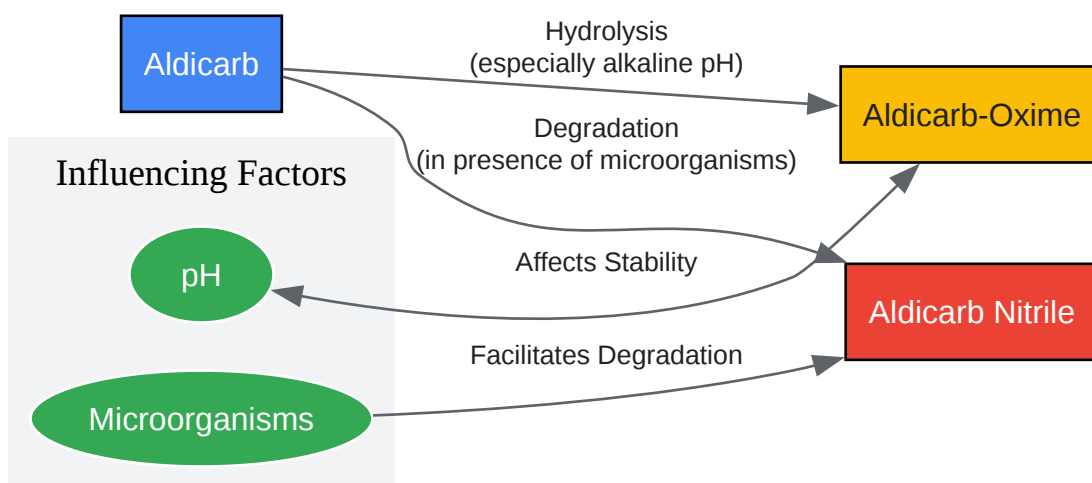 Aldicarb
Hydrolysis
(especially alkaline pH)
Aldicarb-Oxime
Degradation
(in presence of microorganisms)
Influencing Factors
pH
Affects Stability
Aldicarb Nitrile
Facilitates Degradation
Microorganisms